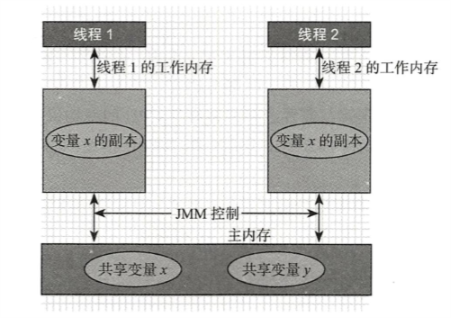 线程 1
线程 2
线程 1 的工作内存
线程 2 的工作内存
变量 x 的副本
变量 x 的副本
JMM 控制
主内存
共享变量 x
共享变量 y